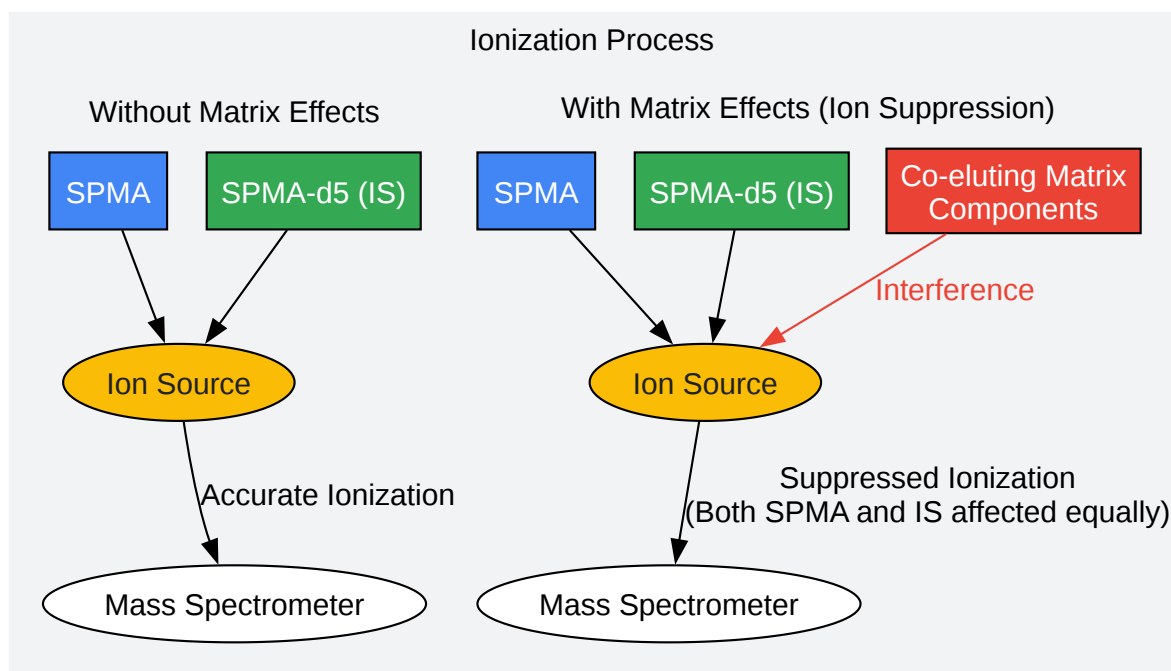 Ionization Process
Without Matrix Effects
SPMA
SPMA-d5 (IS)
Ion Source
Accurate Ionization
Mass Spectrometer
With Matrix Effects (Ion Suppression)
SPMA
SPMA-d5 (IS)
Co-eluting Matrix
Components
Interference
Ion Source
Suppressed Ionization
(Both SPMA and IS affected equally)
Mass Spectrometer